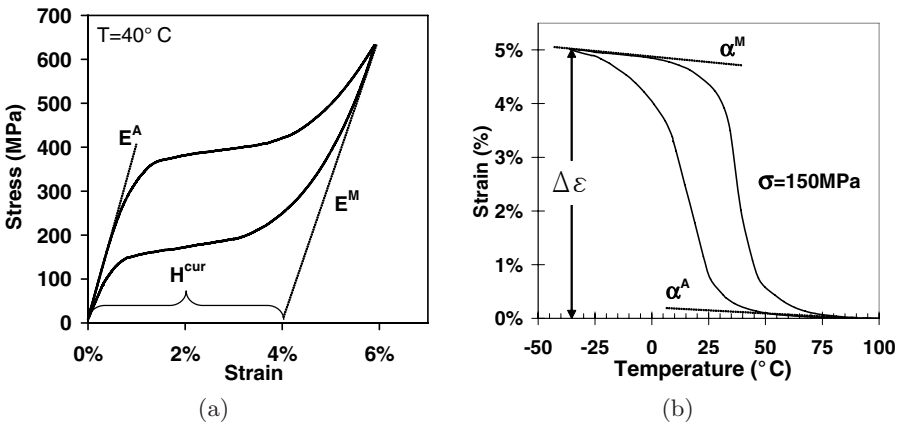 700
600
500
400
300
200
100
0
Stress (MPa)
T=40° C
E^A
E^M
H^cur
0% 2% 4% 6%
Strain
(a)
5%
4%
3%
2%
1%
0%
Strain (%)
α^M
Δε
σ=150MPa
α^A
-50 -25 0 25 50 75 100
Temperature (° C)
(b)